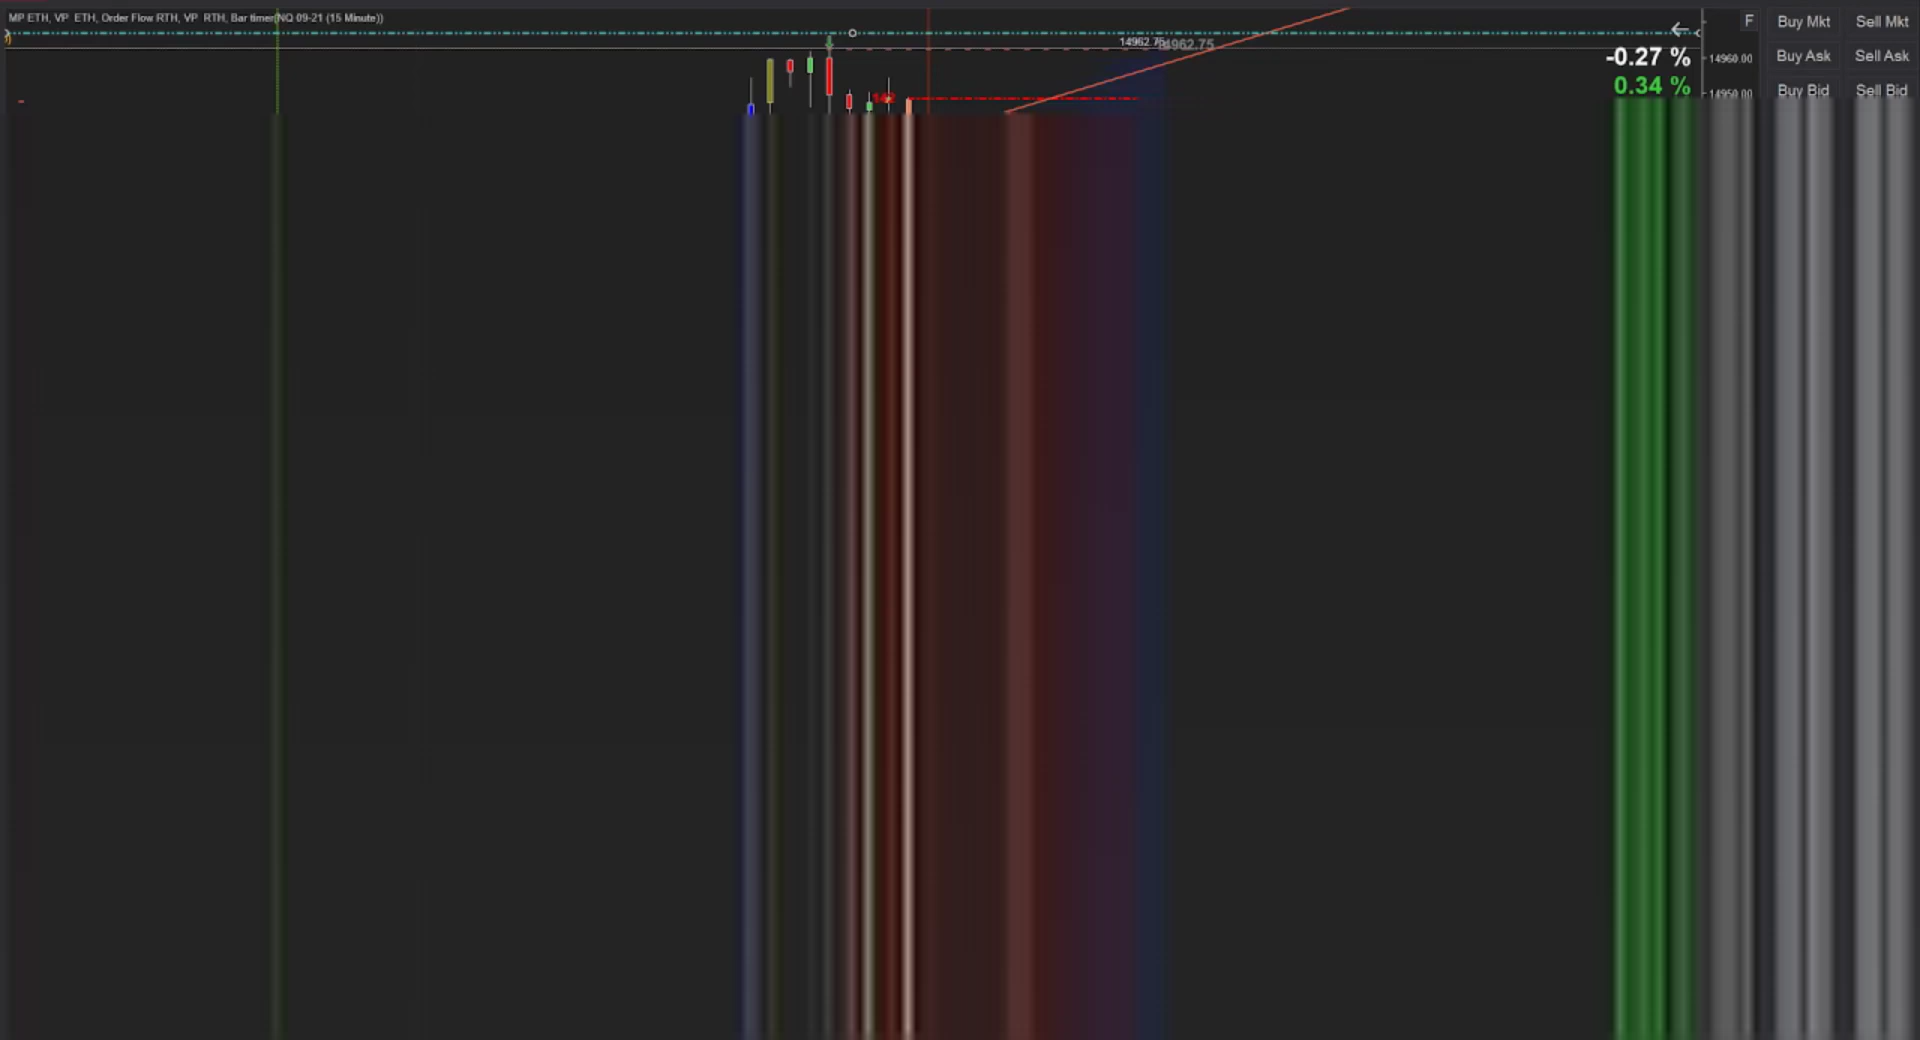 MP ETH, VP ETH, Order Flow RTH, VP RTH, Bar timer(NQ 09-21 (15 Minute))
F
Buy Mkt Sell Mkt
14962.75 14962.75
-0.27 %
14960.00
Buy Ask Sell Ask
0.34 %
14950.00
Buy Bid Sell Bid